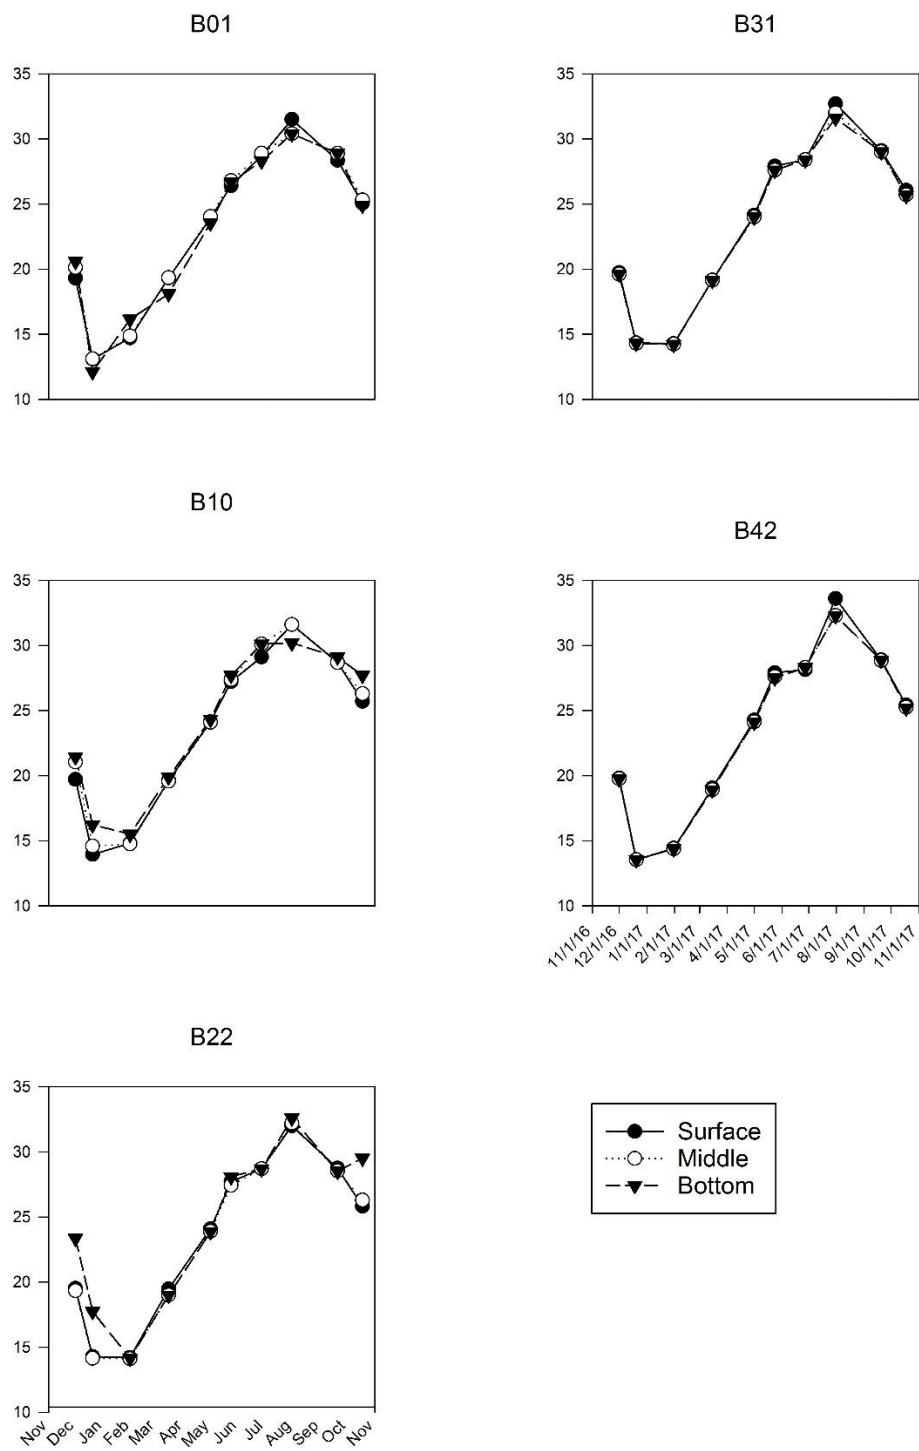 B01
35
30
25
20
15
10
B31
35
30
25
20
15
10
B10
35
30
25
20
15
10
B42
35
30
25
20
15
10
11/1/16
12/1/16
1/1/17
2/1/17
3/1/17
4/1/17
5/1/17
6/1/17
7/1/17
8/1/17
9/1/17
10/1/17
11/1/17
B22
35
30
25
20
15
10
Nov
Dec
Jan
Feb
Mar
Apr
May
Jun
Jul
Aug
Sep
Oct
Nov
Surface
Middle
Bottom